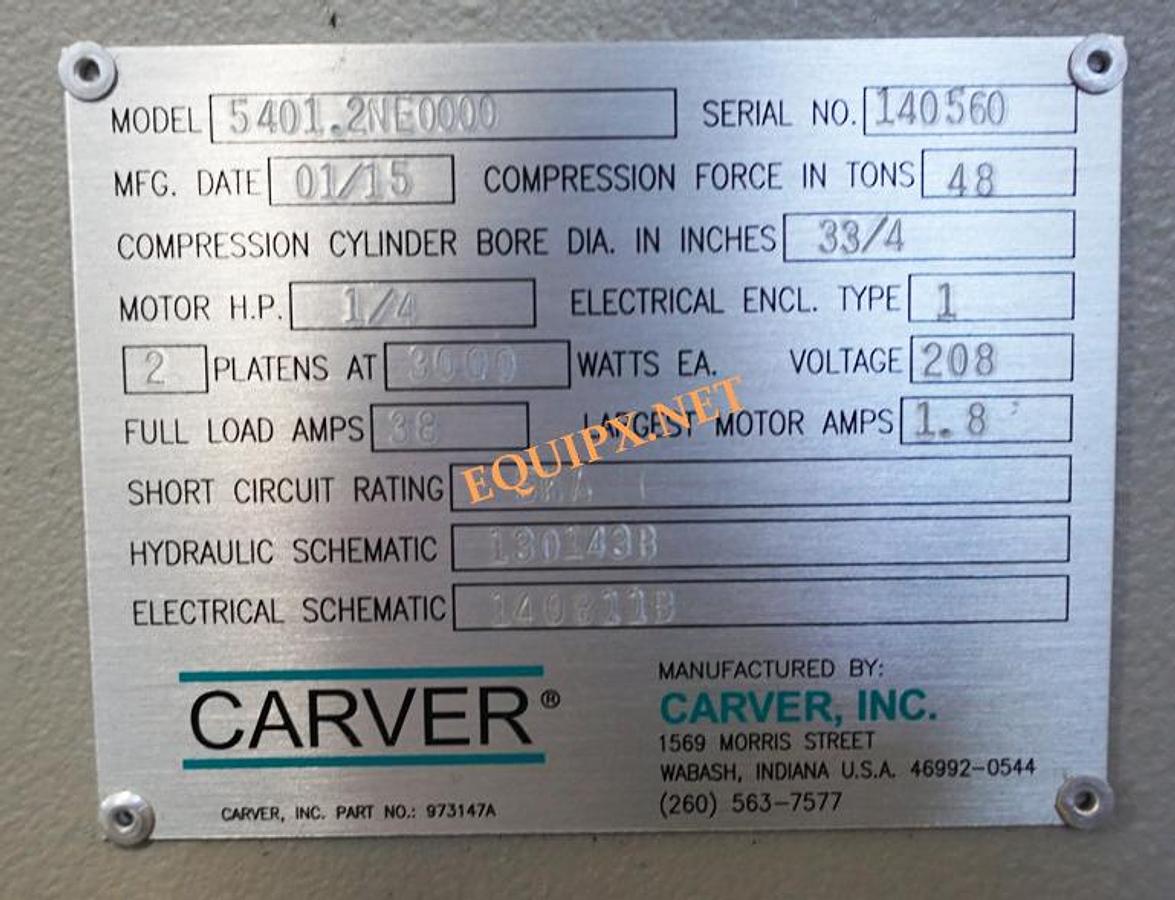 MODEL 5401.2NE0000 SERIAL NO. 140560
MFG. DATE 01/15 COMPRESSION FORCE IN TONS 48
COMPRESSION CYLINDER BORE DIA. IN INCHES 33/4
MOTOR H.P. 1/4 ELECTRICAL ENCL. TYPE 1
2 PLATENS AT 3000 WATTS EA. VOLTAGE 208
FULL LOAD AMPS 38 LARGEST MOTOR AMPS 1.8
EQUIPX.NET
SHORT CIRCUIT RATING
HYDRAULIC SCHEMATIC 130143B
ELECTRICAL SCHEMATIC
CARVER®
CARVER, INC. PART NO.: 973147A
MANUFACTURED BY:
CARVER, INC.
1569 MORRIS STREET
WABASH, INDIANA U.S.A. 46992-0544
(260) 563-7577